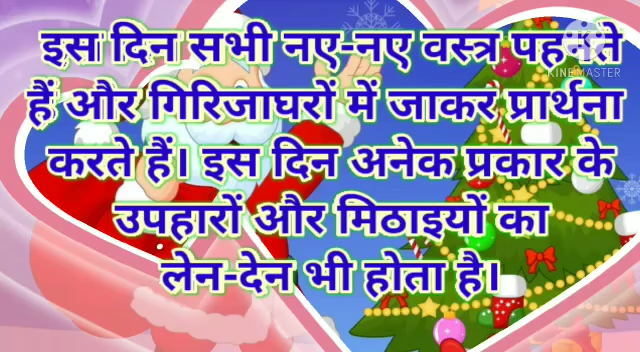 इस दिन सभी नए-नए वस्त्र पहनते
KINEMASTER
हैं और गिरिजाघरों में जाकर प्रार्थना
करते हैं। इस दिन अनेक प्रकार के
उपहारों और मिठाइयों का
लेन-देन भी होता है।